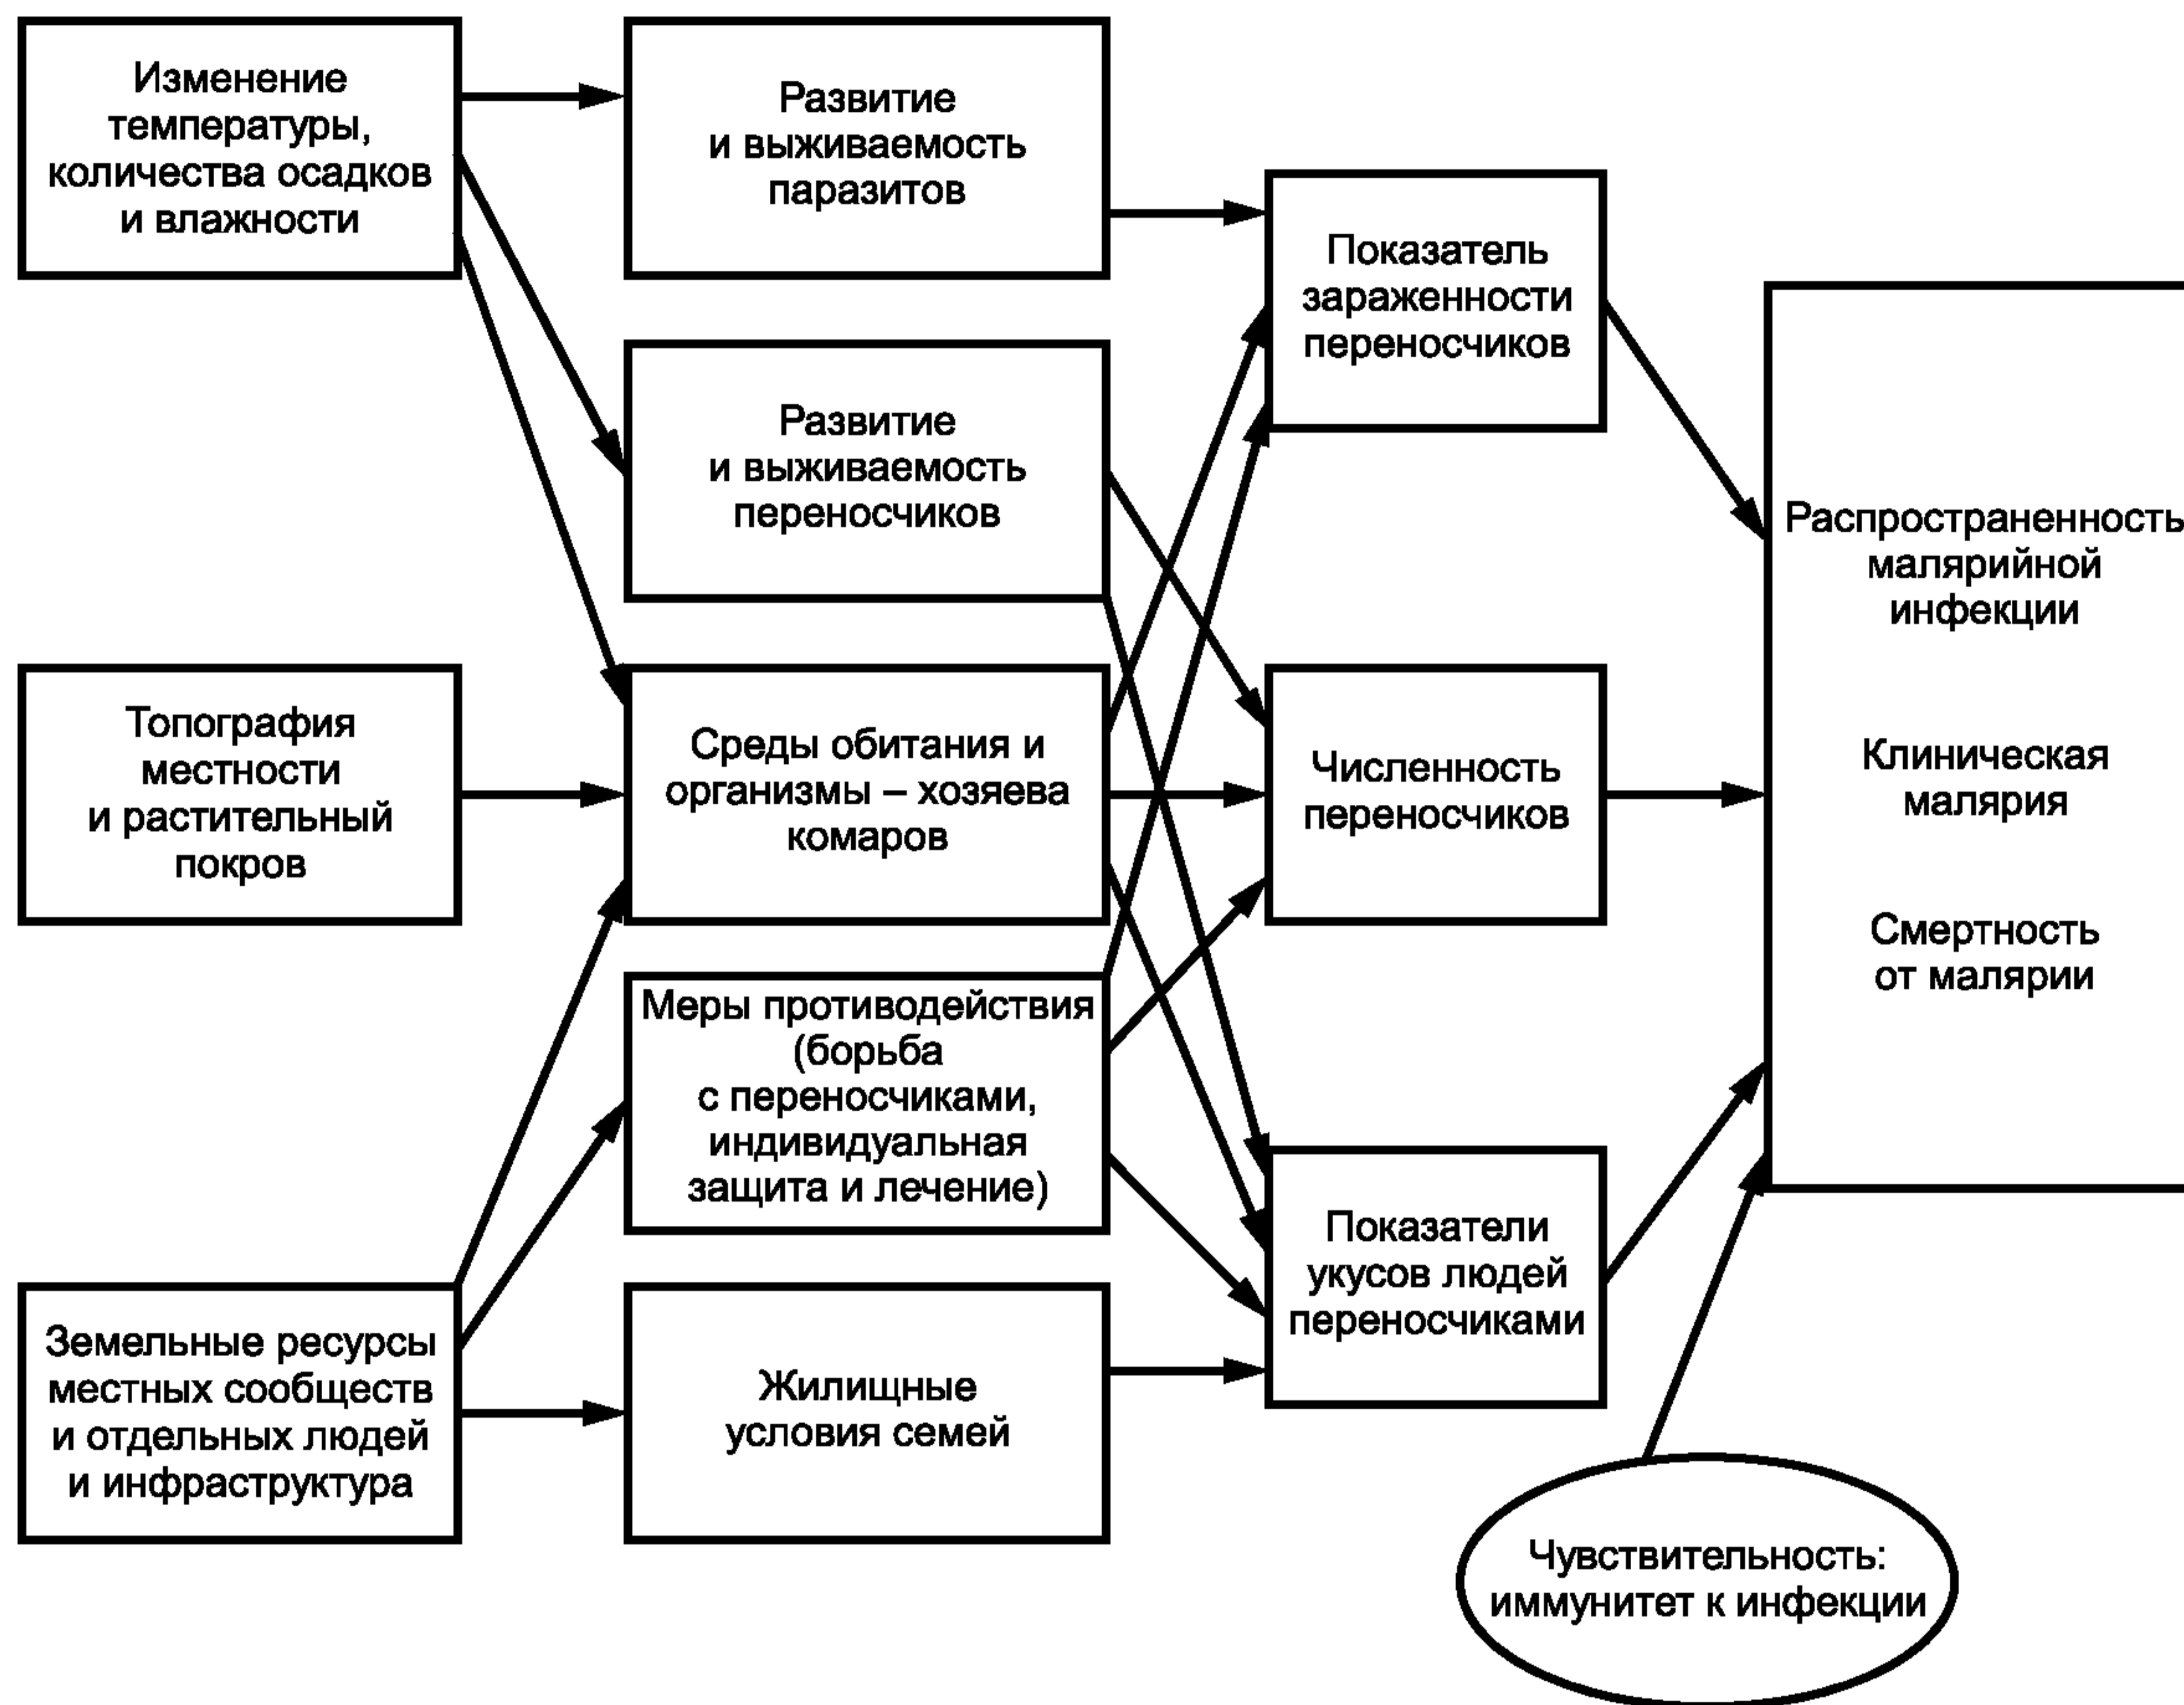 Изменение
температуры,
количества осадков
и влажности
Топография
местности
и растительный
покров
Земельные ресурсы
местных сообществ
и отдельных людей
и инфраструктура
Развитие
и выживаемость
паразитов
Развитие
и выживаемость
переносчиков
Среды обитания и
организмы – хозяева
комаров
Меры противодействия
(борьба
с переносчиками,
индивидуальная
защита и лечение)
Жилищные
условия семей
Показатель
зараженности
переносчиков
Численность
переносчиков
Показатели
укусов людей
переносчиками
Распространенность
малярийной
инфекции
Клиническая
малярия
Смертность
от малярии
Чувствительность:
иммунитет к инфекции